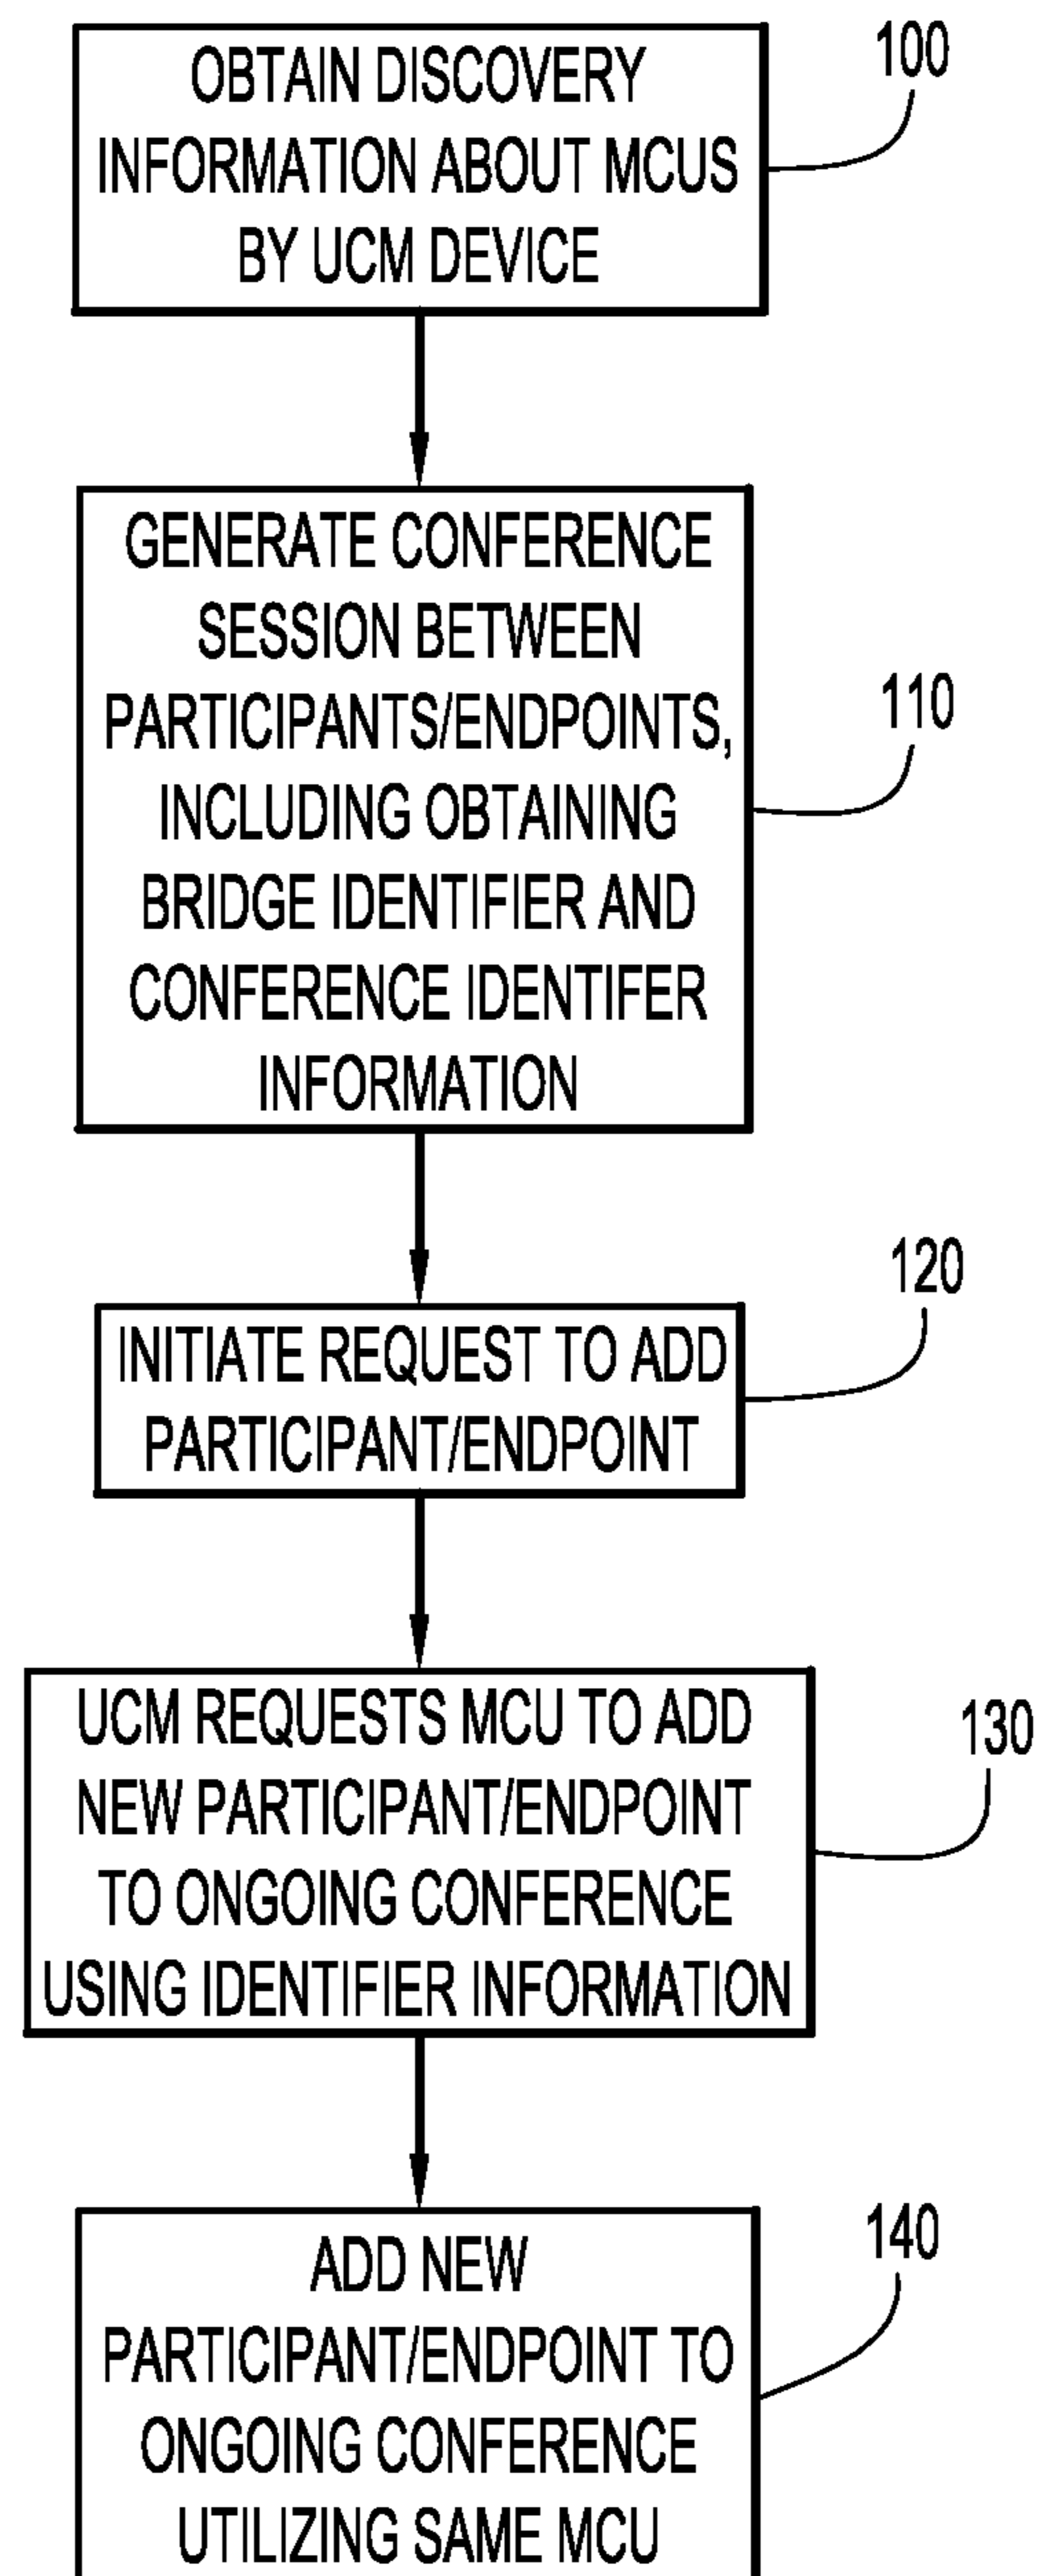 OBTAIN DISCOVERY
INFORMATION ABOUT MCUS
BY UCM DEVICE
100
GENERATE CONFERENCE
SESSION BETWEEN
PARTICIPANTS/ENDPOINTS,
INCLUDING OBTAINING
BRIDGE IDENTIFIER AND
CONFERENCE IDENTIFER
INFORMATION
110
INITIATE REQUEST TO ADD
PARTICIPANT/ENDPOINT
120
UCM REQUESTS MCU TO ADD
NEW PARTICIPANT/ENDPOINT
TO ONGOING CONFERENCE
USING IDENTIFIER INFORMATION
130
ADD NEW
PARTICIPANT/ENDPOINT TO
ONGOING CONFERENCE
UTILIZING SAME MCU
140